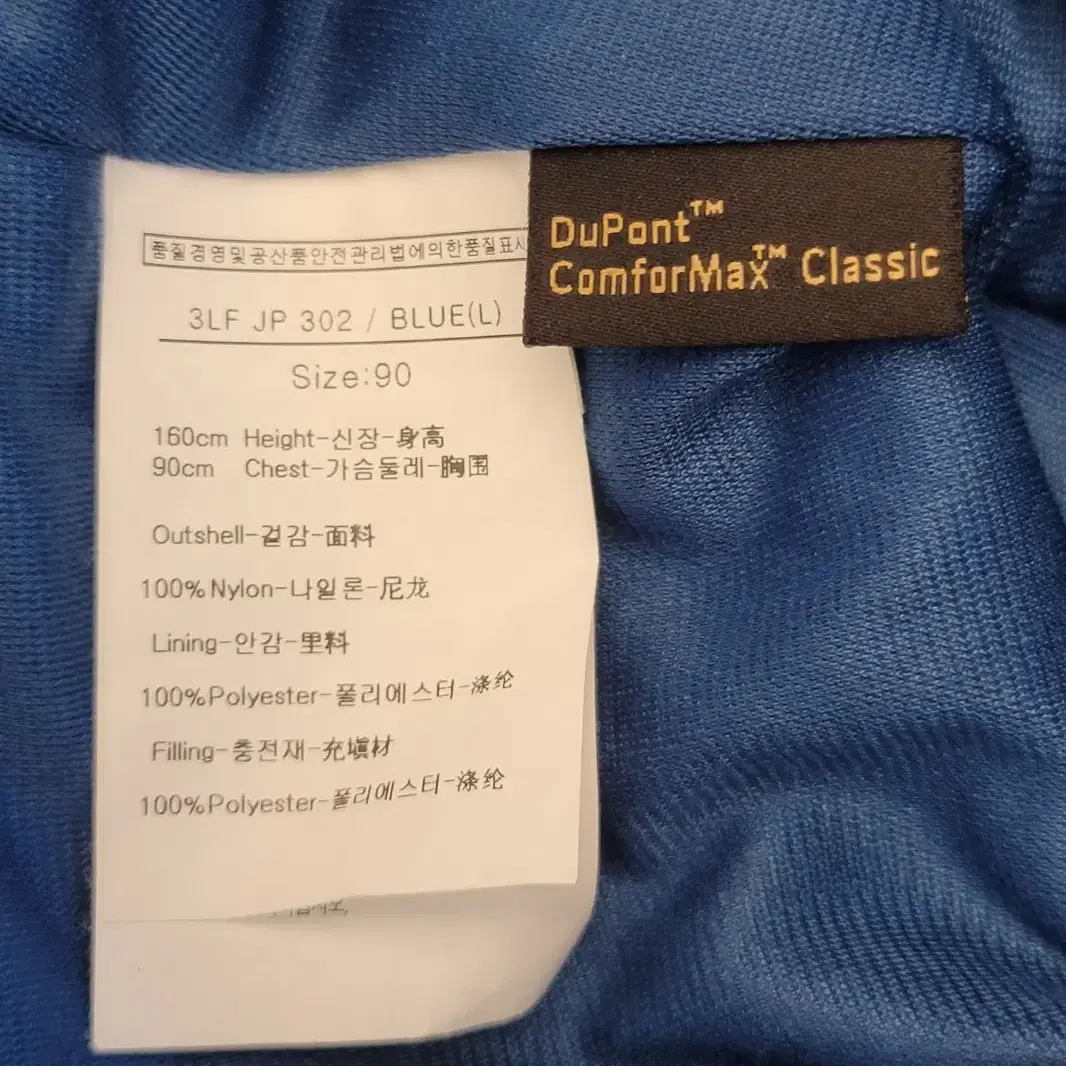 품질경영및공산품안전관리법에의한품질표시
3LF JP 302 / BLUE(L)
Size:90
160cm Height-신장-身高
90cm Chest-가슴둘레-胸围
Outshell-겉감-面料
100%Nylon-나일론-尼龙
Lining-안감-里料
100%Polyester-폴리에스터-涤纶
Filling-충전재-充填材
100%Polyester-폴리에스터-涤纶
DuPont™
ComforMax™ Classic